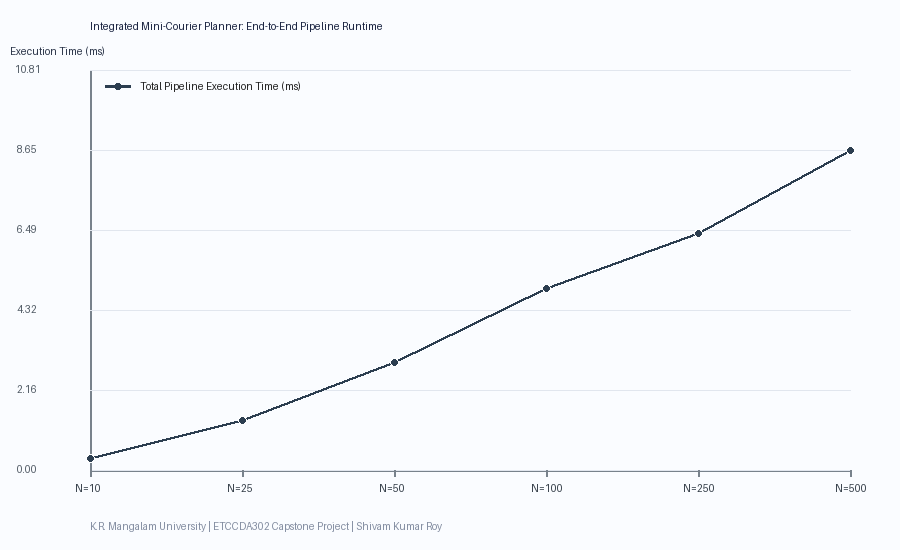 Integrated Mini-Courier Planner: End-to-End Pipeline Runtime
Execution Time (ms)
10.81
Total Pipeline Execution Time (ms)
8.65
6.49
4.32
2.16
0.00
N=10 N=25 N=50 N=100 N=250 N=500
K.R. Mangalam University | ETCCDA302 Capstone Project | Shivam Kumar Roy